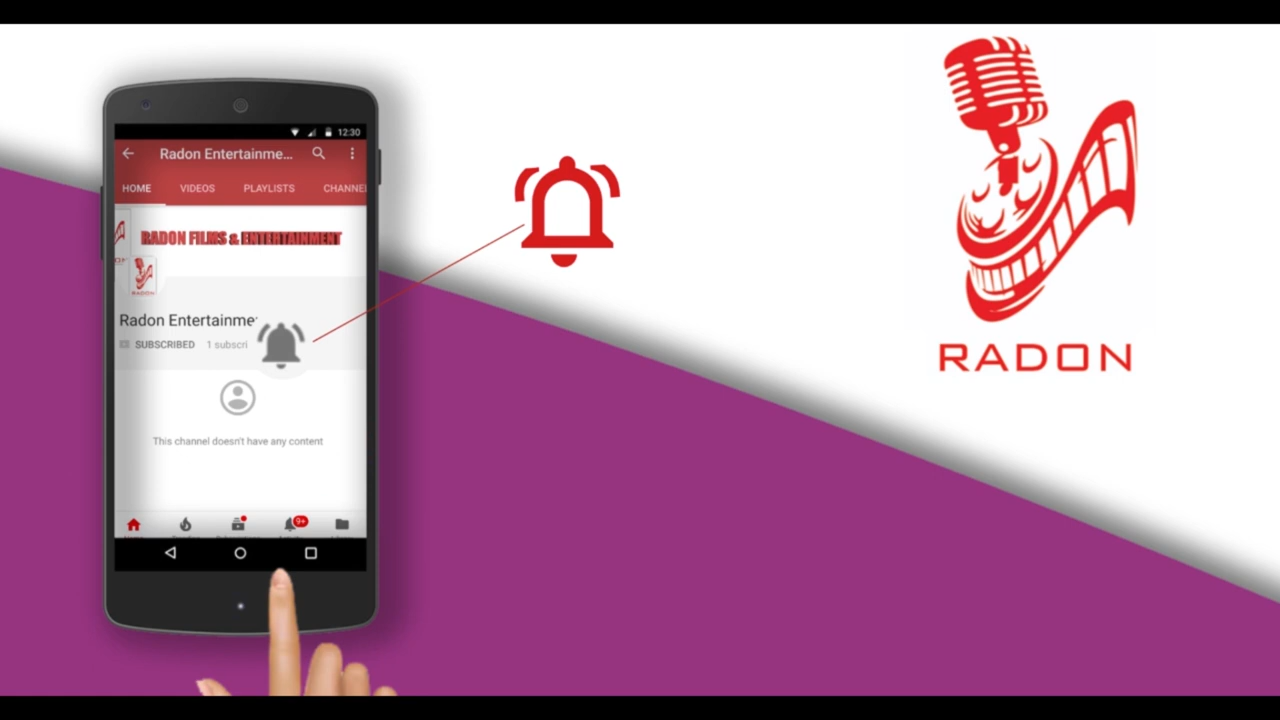 12:30
Radon Entertainme...
HOME VIDEOS PLAYLISTS CHANNEL
RADON FILMS & ENTERTAINMENT
RADON
Radon Entertainme
SUBSCRIBED 1 subscri
This channel doesn't have any content
9+
RADON